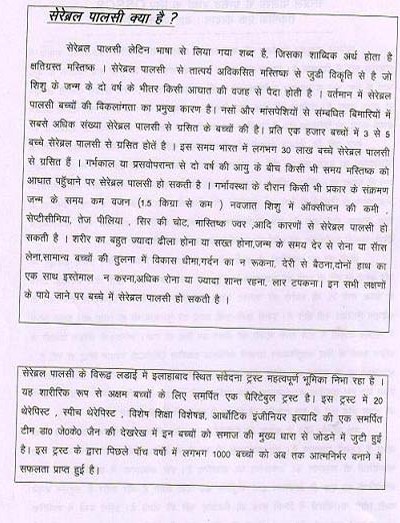 सेरेब्रल पालसी क्या है ?
सेरेब्रल पालसी लेटिन भाषा से लिया गया शब्द है, जिसका शाब्दिक अर्थ होता है
क्षतिग्रस्त मस्तिष्क । सेरेब्रल पालसी से तात्पर्य अविकसित मस्तिष्क से जुडी विकृति से है जो
शिशु के जन्म के दो वर्ष के भीतर किसी आघात की वजह से पैदा होती है । वर्तमान में सेरेब्रल
पालसी बच्चों की विकलांगता का प्रमुख कारण है। नसों और मांसपेशियों से संम्बधित बिमारियों में
सबसे अधिक संख्या सेरेब्रल पालसी से ग्रसित के बच्चों की है। प्रति एक हजार बच्चों में 3 से 5
बच्चे सेरेब्रल पालसी से ग्रसित होतें है । इस समय भारत में लगभग 30 लाख बच्चे सेरेब्रल पालसी
से ग्रसित हैं । गर्भकाल या प्रसवोपरान्त से दो वर्ष की आयु के बीच किसी भी समय मस्तिष्क को
आघात पहुँचाने पर सेरेब्रल पालसी हो सकती है । गर्भावस्था के दौरान किसी भी प्रकार के संक्रमण
जन्म के समय कम वजन (1.5 किग्रा से कम ) नवजात शिशु में ऑक्सीजन की कमी ,
सेप्टीसीनिया, तेज पीलिया , सिर की चोट, मास्तिष्क ज्वर ,आदि कारणों से सेरेब्रल पालसी हो
सकती है । शरीर का बहुत ज्यादा ढीला होना या सख्त होना,जन्म के समय देर से रोना या सॉस
लेना,सामान्य बच्चों की तुलना में विकास धीमा,गर्दन का न रूकना, देरी से बैठना,दोनों हाथ का
एक साथ इस्तेमाल न करना,अधिक रोना या ज्यादा शान्त रहना, लार टपकना। इन सभी लक्षणों
के पाये जाने पर बच्चे में सेरेब्रल पालसी हो सकती है ।
सेरेब्रल पालसी के विरूद्ध लडाई में इलाहाबाद स्थित संवेदना ट्रस्ट महत्वपूर्ण भूमिका निभा रहा है ।
यह शारीरिक रूप से अक्षम बच्चों के लिए समर्पित एक चैरिटेबुल ट्रस्ट है। इस ट्रस्ट में 20
थेरेपिस्ट , स्पीच थेरेपिस्ट , विशेष शिक्षा विशेषज्ञ, आर्थोटिक इंजीनियर इत्यादि की एक समर्पित
टीम डा0 जे0के0 जैन की देखरेख में इन बच्चों को समाज की मुख्य धारा से जोडने में जुटी हुई
है। इस ट्रस्ट के द्वारा पिछले पॉच वर्षो में लगभग 1000 बच्चों को अब तक आत्मनिर्भर बनाने में
सफलता प्राप्त हुई है।